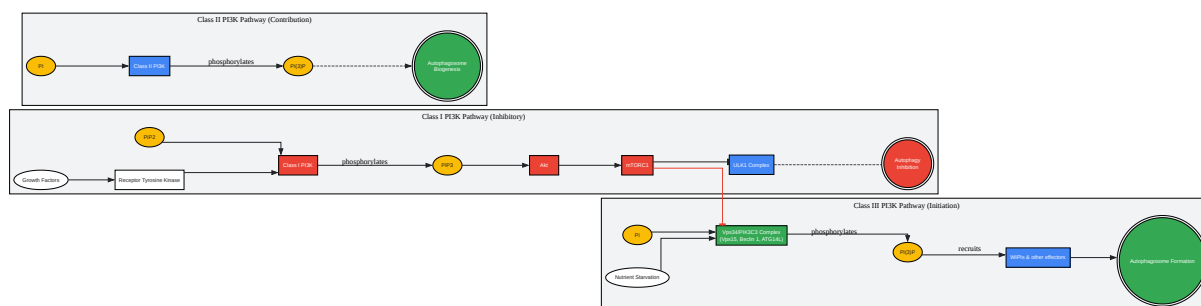 Class II PI3K Pathway (Contribution)
PI
Class II PI3K
phosphorylates
PI(3)P
Autophagosome
Biogenesis
Class I PI3K Pathway (Inhibitory)
PIP2
Growth Factors
Receptor Tyrosine Kinase
Class I PI3K
phosphorylates
PIP3
Akt
mTORC1
ULK1 Complex
Autophagy
Inhibition
Class III PI3K Pathway (Initiation)
PI
Nutrient Starvation
Vps34/PIK3C3 Complex
(Vps15, Beclin 1, ATG14L)
phosphorylates
PI(3)P
recruits
WIPIs & other effectors
Autophagosome Formation